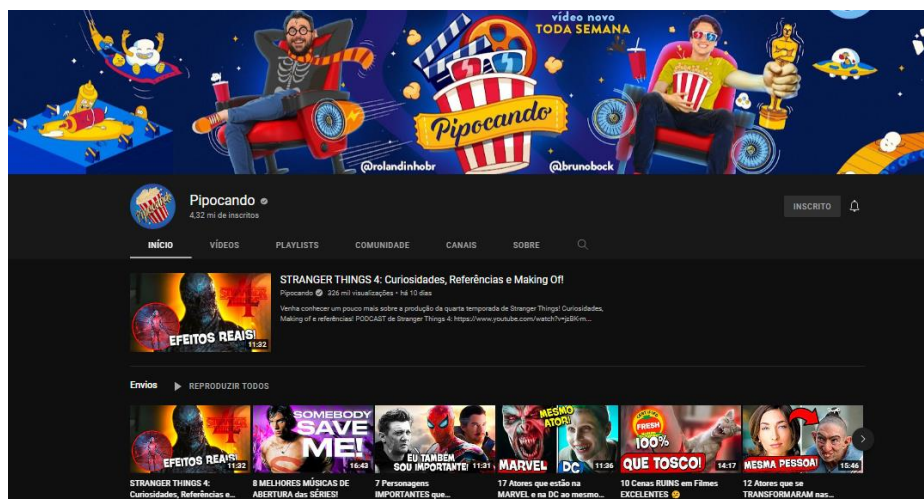 vídeo novo
TODA SEMANA
Pipocando
@rolandinhobr
@brunobock
Pipocando
4,32 mi de inscritos
INSCRITO
INÍCIO
VÍDEOS
PLAYLISTS
COMUNIDADE
CANAIS
SOBRE
EFEITOS REAIS!
11:32
STRANGER THINGS 4: Curiosidades, Referências e Making Of!
Pipocando
326 mil visualizações • há 10 dias
Venha conhecer um pouco mais sobre a produção da quarta temporada de Stranger Things! Curiosidades,
Making of e referências! PODCAST de Stranger Things 4:
Envios
REPRODUZIR TODOS
EFEITOS REAIS!
11:32
STRANGER THINGS 4:
Curiosidades, Referências e...
SOMEBODY
SAVE
ME!
16:43
8 MELHORES MÚSICAS DE
ABERTURA das SÉRIES!
EU TAMBÉM
SOU IMPORTANTE!
11:31
7 Personagens
IMPORTANTES que...
MESMO
ATOR!
MARVEL
DC
11:36
17 Atores que estão na
MARVEL e na DC ao mesmo...
FRESH
100%
QUE TOSCO!
14:17
10 Cenas RUINS em Filmes
EXCELENTES
MESMA PESSOA!
15:46
12 Atores que se
TRANSFORMARAM nas...